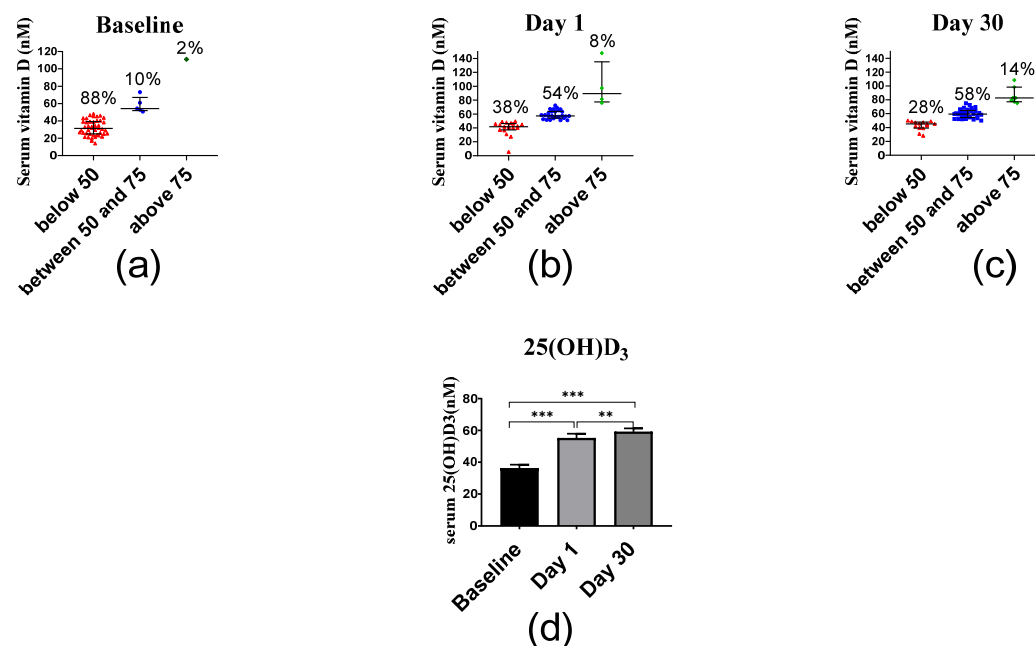 Baseline
Serum vitamin D (nM)
120
100
80
60
40
20
0
88%
10%
2%
below 50
between 50 and 75
above 75
(a)
Day 1
Serum vitamin D (nM)
140
120
100
80
60
40
20
0
38%
54%
8%
below 50
between 50 and 75
above 75
(b)
Day 30
Serum vitamin D (nM)
140
120
100
80
60
40
20
0
28%
58%
14%
below 50
between 50 and 75
above 75
(c)
25(OH)D₃
serum 25(OH)D3(nM)
80
60
40
20
0
***
***
**
Baseline
Day 1
Day 30
(d)